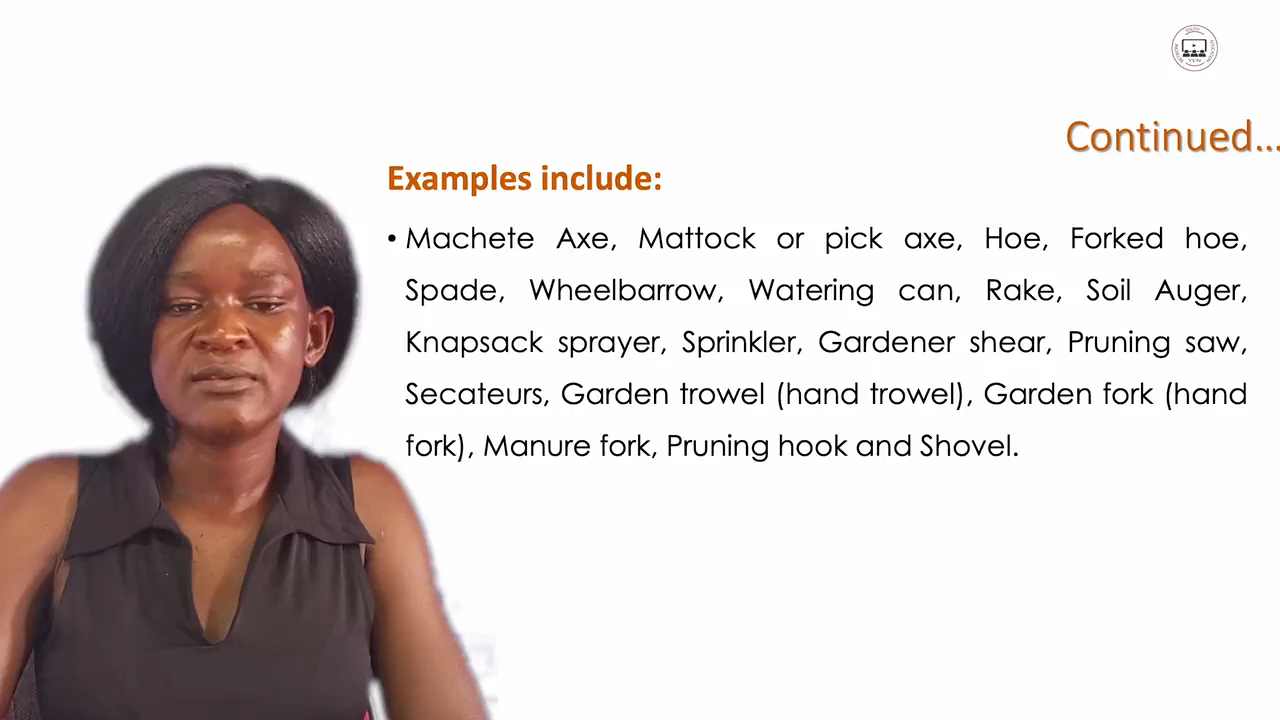 YEN
Continued...
Examples include:
• Machete Axe, Mattock or pick axe, Hoe, Forked hoe,
Spade, Wheelbarrow, Watering can, Rake, Soil Auger,
Knapsack sprayer, Sprinkler, Gardener shear, Pruning saw,
Secateurs, Garden trowel (hand trowel), Garden fork (hand
fork), Manure fork, Pruning hook and Shovel.